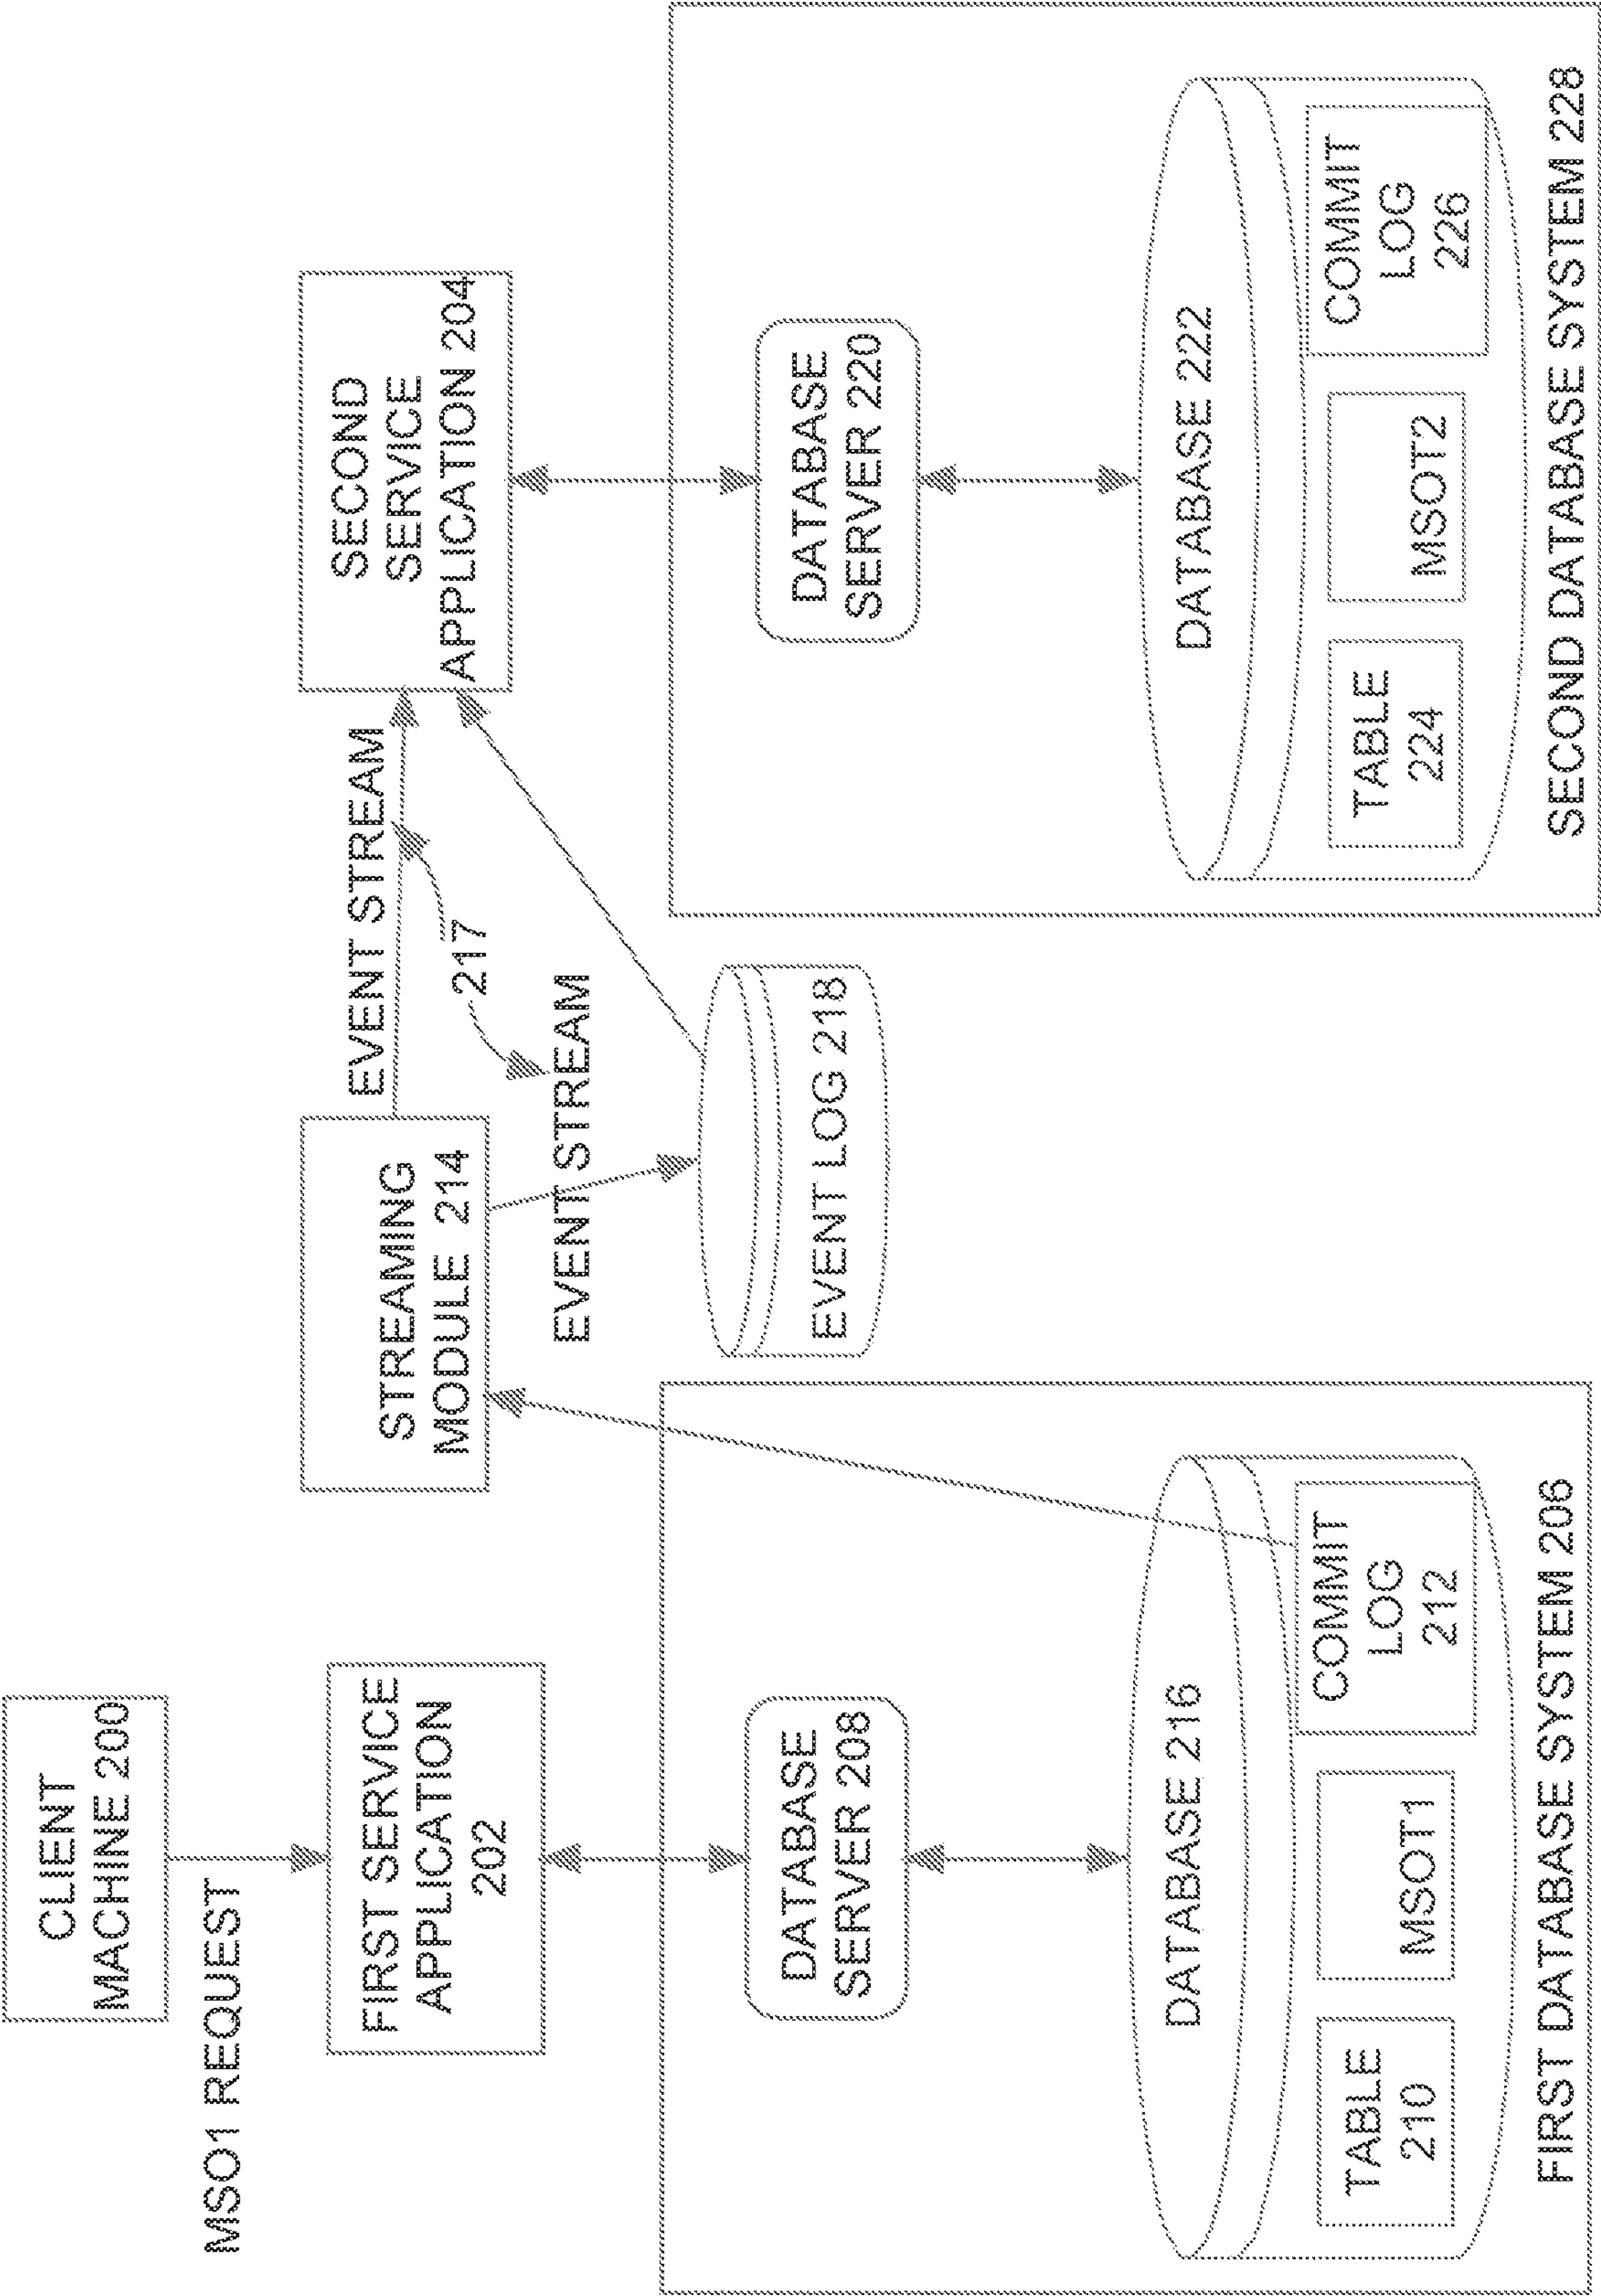 CLIENT
MACHINE 200
MSO1 REQUEST
FIRST SERVICE
APPLICATION
202
DATABASE
SERVER 208
DATABASE 216
TABLE
210
MSOT1
COMMIT
LOG
212
FIRST DATABASE SYSTEM 206
STREAMING
MODULE 214
EVENT STREAM
217
EVENT STREAM
EVENT LOG 218
SECOND
SERVICE
APPLICATION 204
DATABASE
SERVER 220
DATABASE 222
TABLE
224
MSOT2
COMMIT
LOG
226
SECOND DATABASE SYSTEM 228